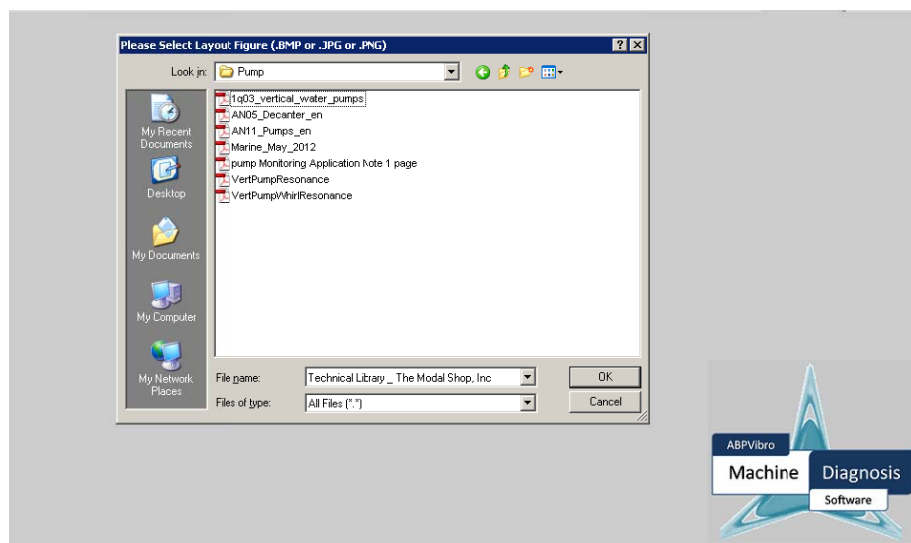 Please Select Layout Figure (.BMP or .JPG or .PNG)
Look in:
Pump
My Recent
Documents
Desktop
My Documents
My Computer
My Network
Places
1q03_vertical_water_pumps
AN05_Decanter_en
AN11_Pumps_en
Marine_May_2012
pump Monitoring Application Note 1 page
VertPumpResonance
VertPumpWhirlResonance
File name:
Technical Library _ The Modal Shop, Inc
OK
Files of type:
All Files (*.*)
Cancel
ABPVibro
Machine Diagnosis
Software